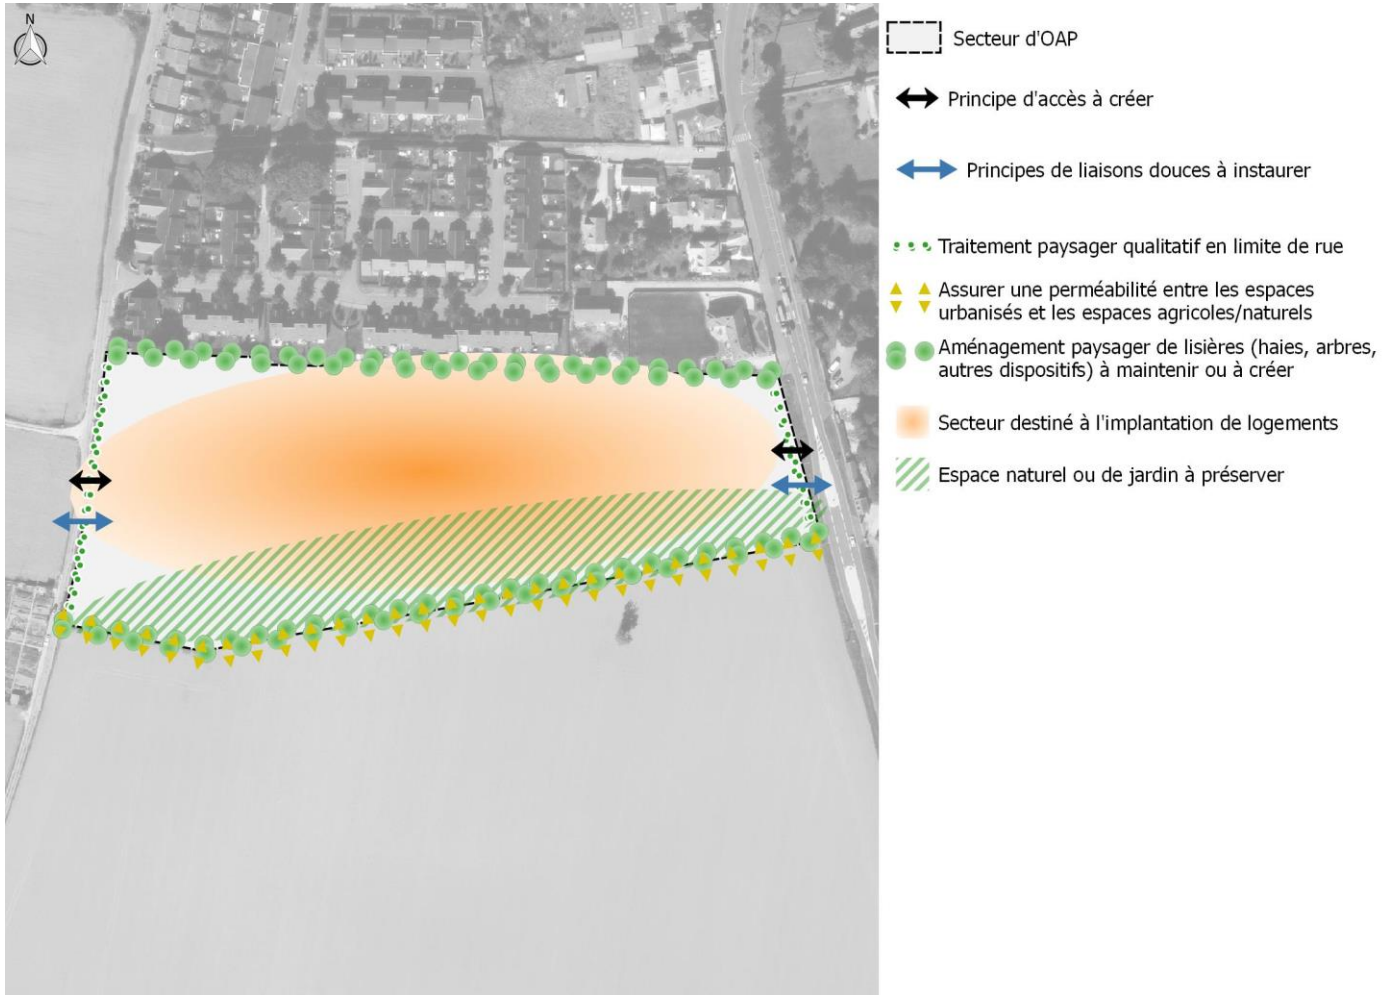 N
Secteur d'OAP
Principe d'accès à créer
Principes de liaisons douces à instaurer
Traitement paysager qualitatif en limite de rue
Assurer une perméabilité entre les espaces
urbanisés et les espaces agricoles/naturels
Aménagement paysager de lisières (haies, arbres,
autres dispositifs) à maintenir ou à créer
Secteur destiné à l'implantation de logements
Espace naturel ou de jardin à préserver